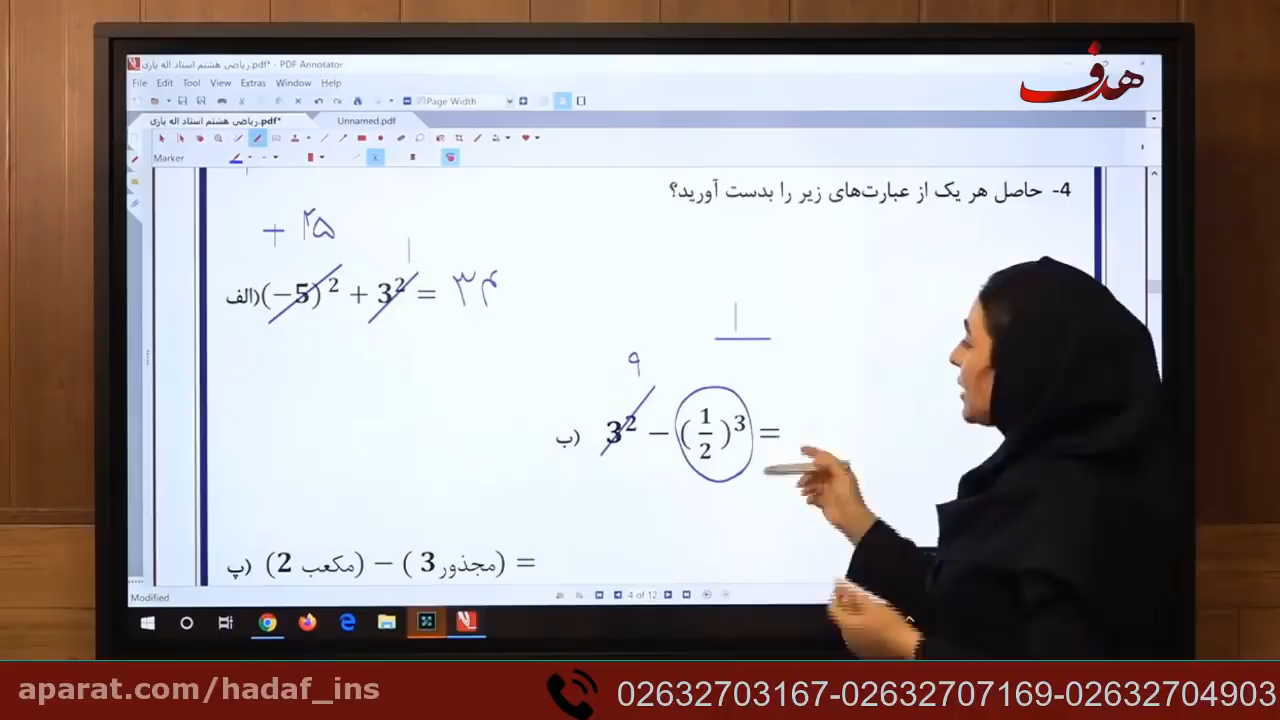 هدف
ریاضی هشتم استاد اله یاری.pdf* - PDF Annotator
File Edit Tool View Extras Window Help
Page Width
ریاضی هشتم استاد اله یاری.pdf* Unnamed.pdf
Marker
4- حاصل هر یک از عبارت‌های زیر را بدست آورید؟
+ ۲۵
الف) (−5)² + 3² = ۳۴
۱
۹
ب) 3² − (1/2)³ =
پ) (مکعب 2) − (مجذور 3) =
Modified 4 of 12
aparat.com/hadaf_ins 02632703167-02632707169-02632704903